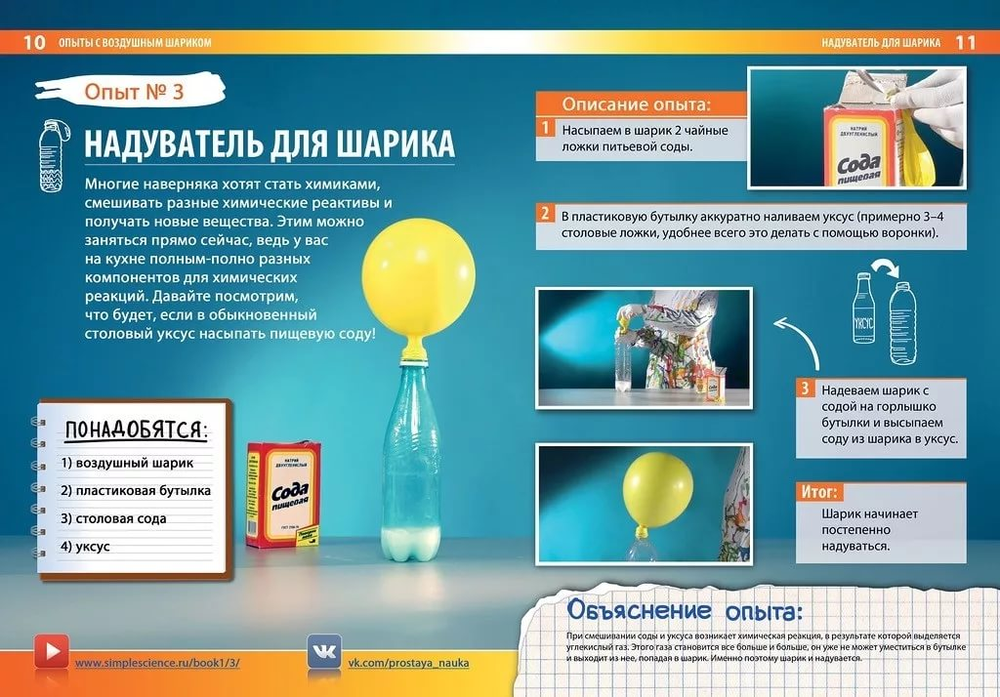 10 ОПЫТЫ С ВОЗДУШНЫМ ШАРИКОМ
НАДУВАТЕЛЬ ДЛЯ ШАРИКА 11
Опыт № 3
НАДУВАТЕЛЬ ДЛЯ ШАРИКА
Многие наверняка хотят стать химиками,
смешивать разные химические реактивы и
получать новые вещества. Этим можно
заняться прямо сейчас, ведь у вас
на кухне полным-полно разных
компонентов для химических
реакций. Давайте посмотрим,
что будет, если в обыкновенный
столовый уксус насыпать пищевую соду!
ПОНАДОБЯТСЯ:
1) воздушный шарик
2) пластиковая бутылка
3) столовая сода
4) уксус
НАТРИЙ
ДВУУГЛЕКИСЛЫЙ
Сода
пищевая
www.simplescience.ru/book1/3/
vk.com/prostaya_nauka
Описание опыта:
1 Насыпаем в шарик 2 чайные
ложки питьевой соды.
НАТРИЙ
ДВУУГЛЕКИСЛЫЙ
Сода
пищевая
2 В пластиковую бутылку аккуратно наливаем уксус (примерно 3–4
столовые ложки, удобнее всего это делать с помощью воронки).
УКСУС
3 Надеваем шарик с
содой на горлышко
бутылки и высыпаем
соду из шарика в уксус.
Итог:
Шарик начинает
постепенно
надуваться.
Объяснение опыта:
При смешивании соды и уксуса возникает химическая реакция, в результате которой выделяется
углекислый газ. Этого газа становится все больше и больше, он уже не может уместиться в бутылке
и выходит из нее, попадая в шарик. Именно поэтому шарик и надувается.